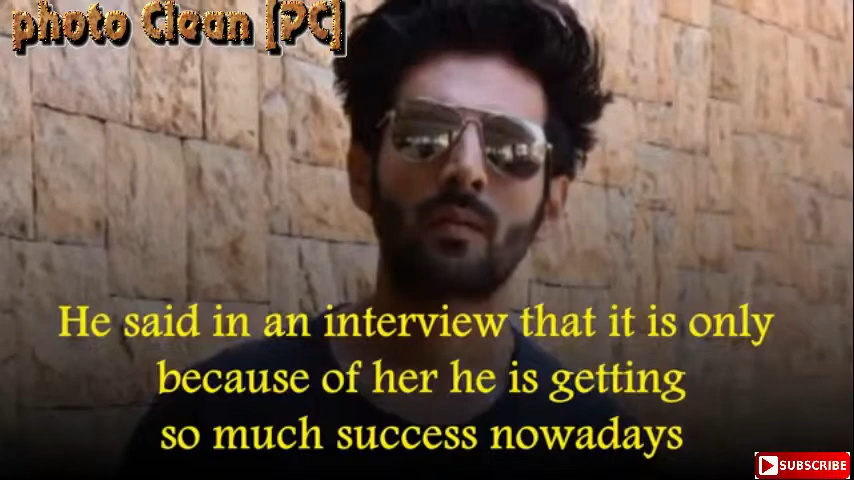 photo Clean [PC]
He said in an interview that it is only
because of her he is getting
so much success nowadays
SUBSCRIBE